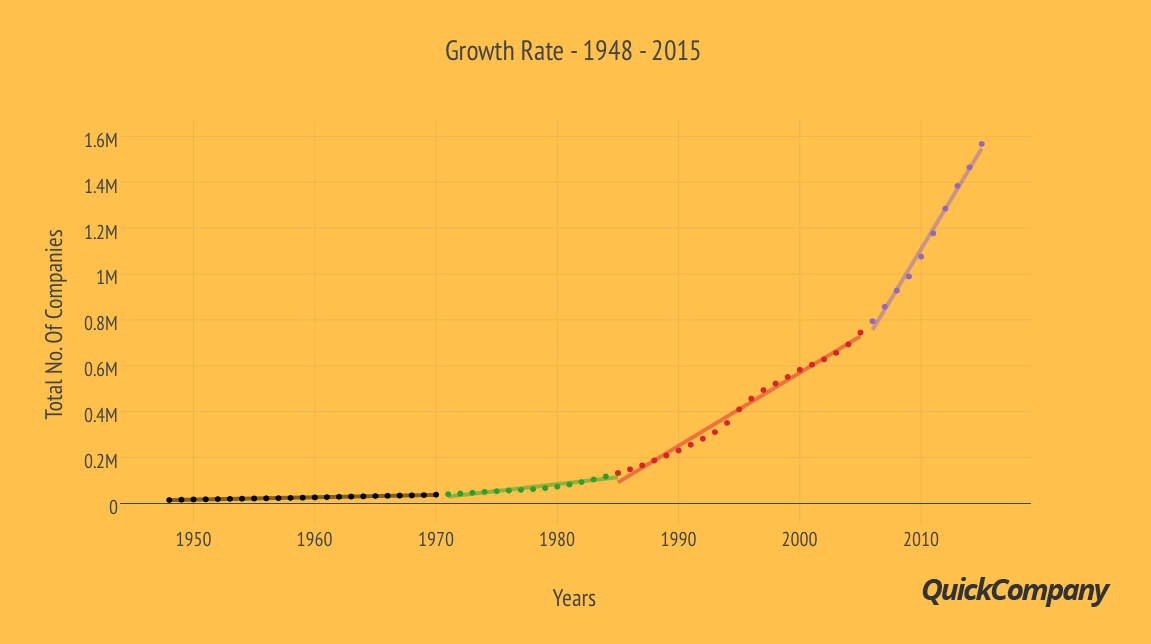 Growth Rate - 1948 - 2015
Total No. Of Companies
1.6M
1.4M
1.2M
1M
0.8M
0.6M
0.4M
0.2M
0
1950 1960 1970 1980 1990 2000 2010
Years
QuickCompany